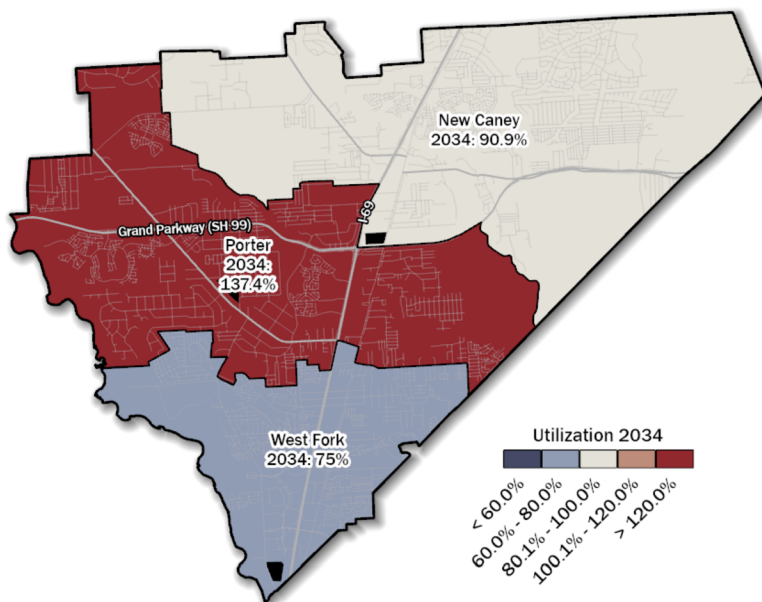 New Caney
2034: 90.9%
I-69
Grand Parkway (SH 99)
Porter
2034:
137.4%
West Fork
2034: 75%
Utilization 2034
< 60.0%
60.0% - 80.0%
80.1% - 100.0%
100.1% - 120.0%
> 120.0%